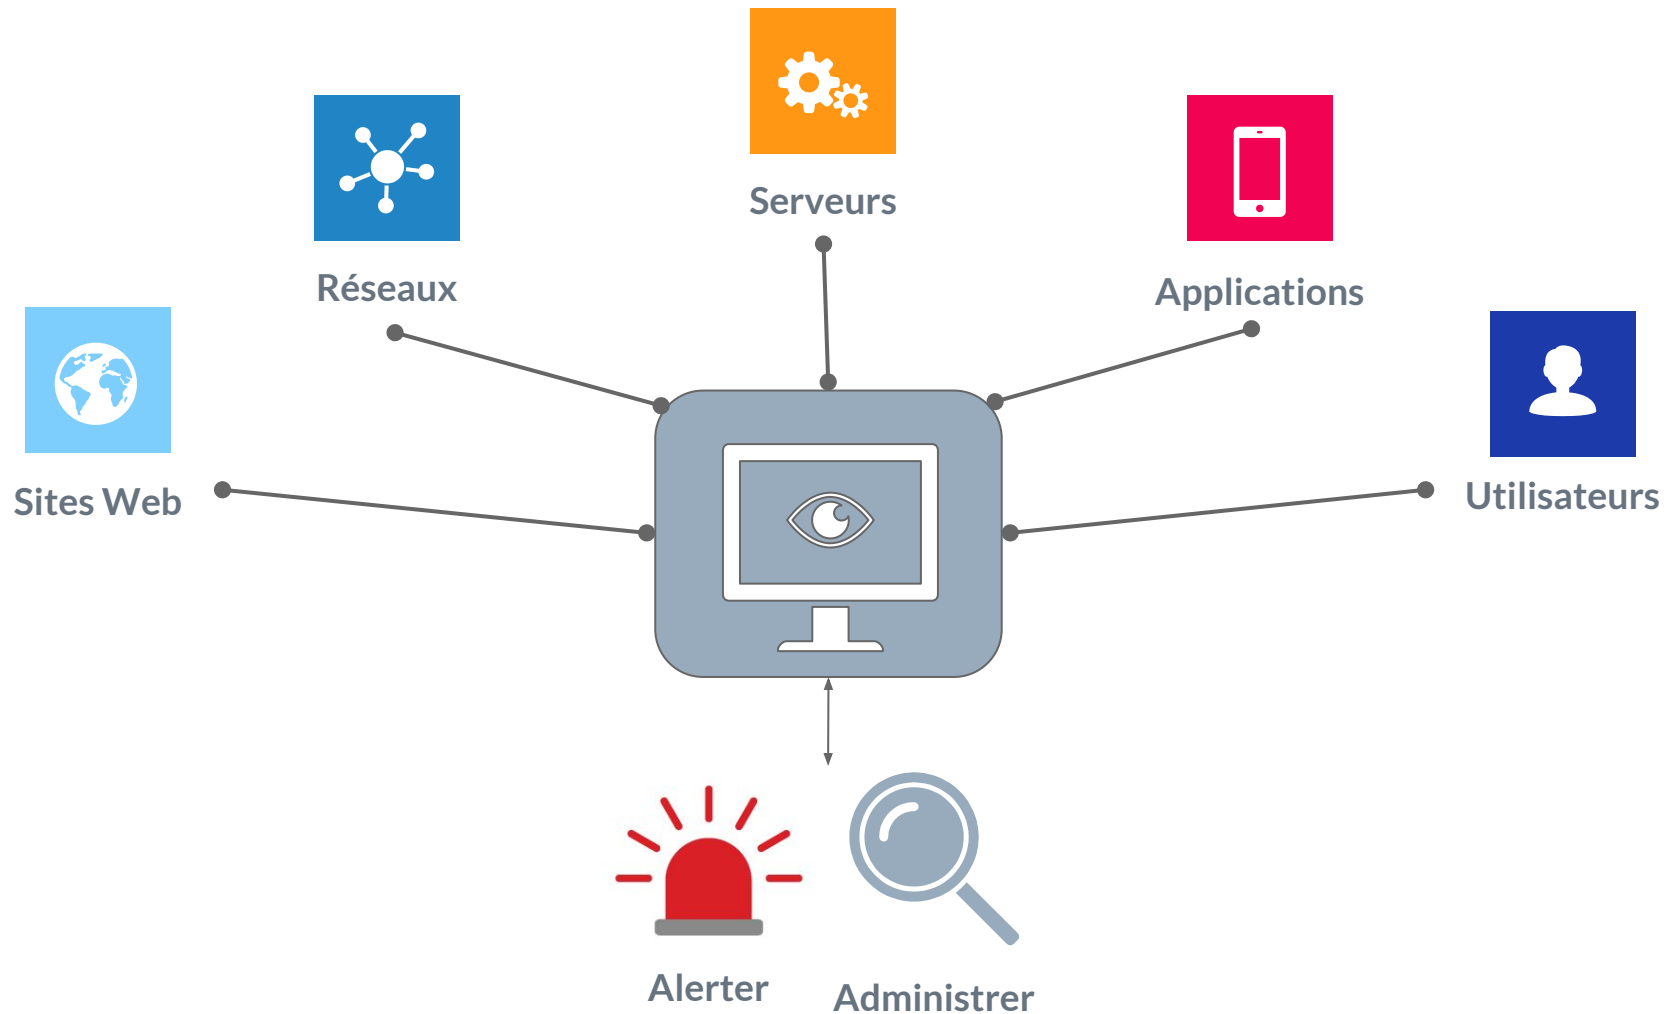 Serveurs
Réseaux
Applications
Sites Web
Utilisateurs
Alerter
Administrer